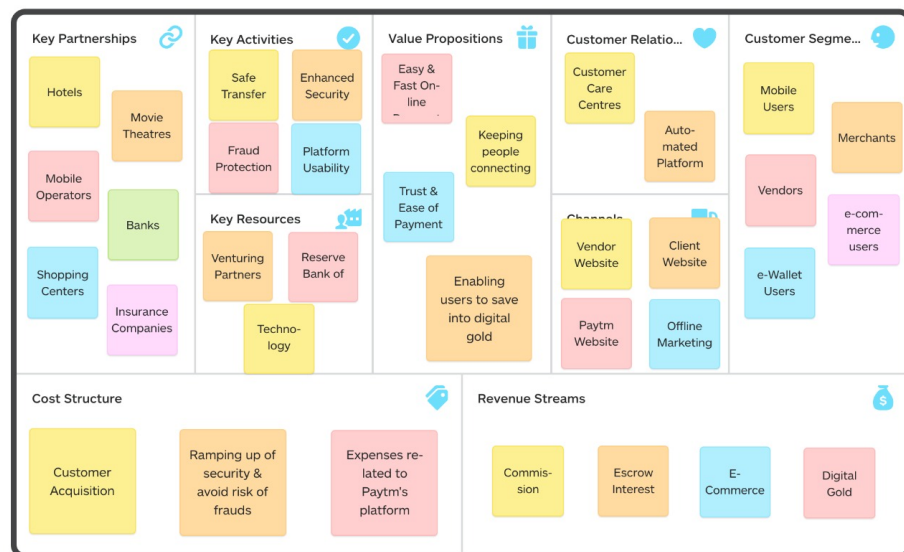 Key Partnerships
Hotels
Movie
Theatres
Mobile
Operators
Banks
Shopping
Centers
Insurance
Companies
Key Activities
Safe
Transfer
Enhanced
Security
Fraud
Protection
Platform
Usability
Key Resources
Venturing
Partners
Reserve
Bank of
Techno-
logy
Value Propositions
Easy &
Fast On-
line
Keeping
people
connecting
Trust &
Ease of
Payment
Enabling
users to save
into digital
gold
Customer Relatio...
Customer
Care
Centres
Auto-
mated
Platform
Channels
Vendor
Website
Client
Website
Paytm
Website
Offline
Marketing
Customer Segme...
Mobile
Users
Merchants
Vendors
e-com-
merce
users
e-Wallet
Users
Cost Structure
Customer
Acquisition
Ramping up of
security &
avoid risk of
frauds
Expenses re-
lated to
Paytm's
platform
Revenue Streams
$
Commis-
sion
Escrow
Interest
E-
Commerce
Digital
Gold